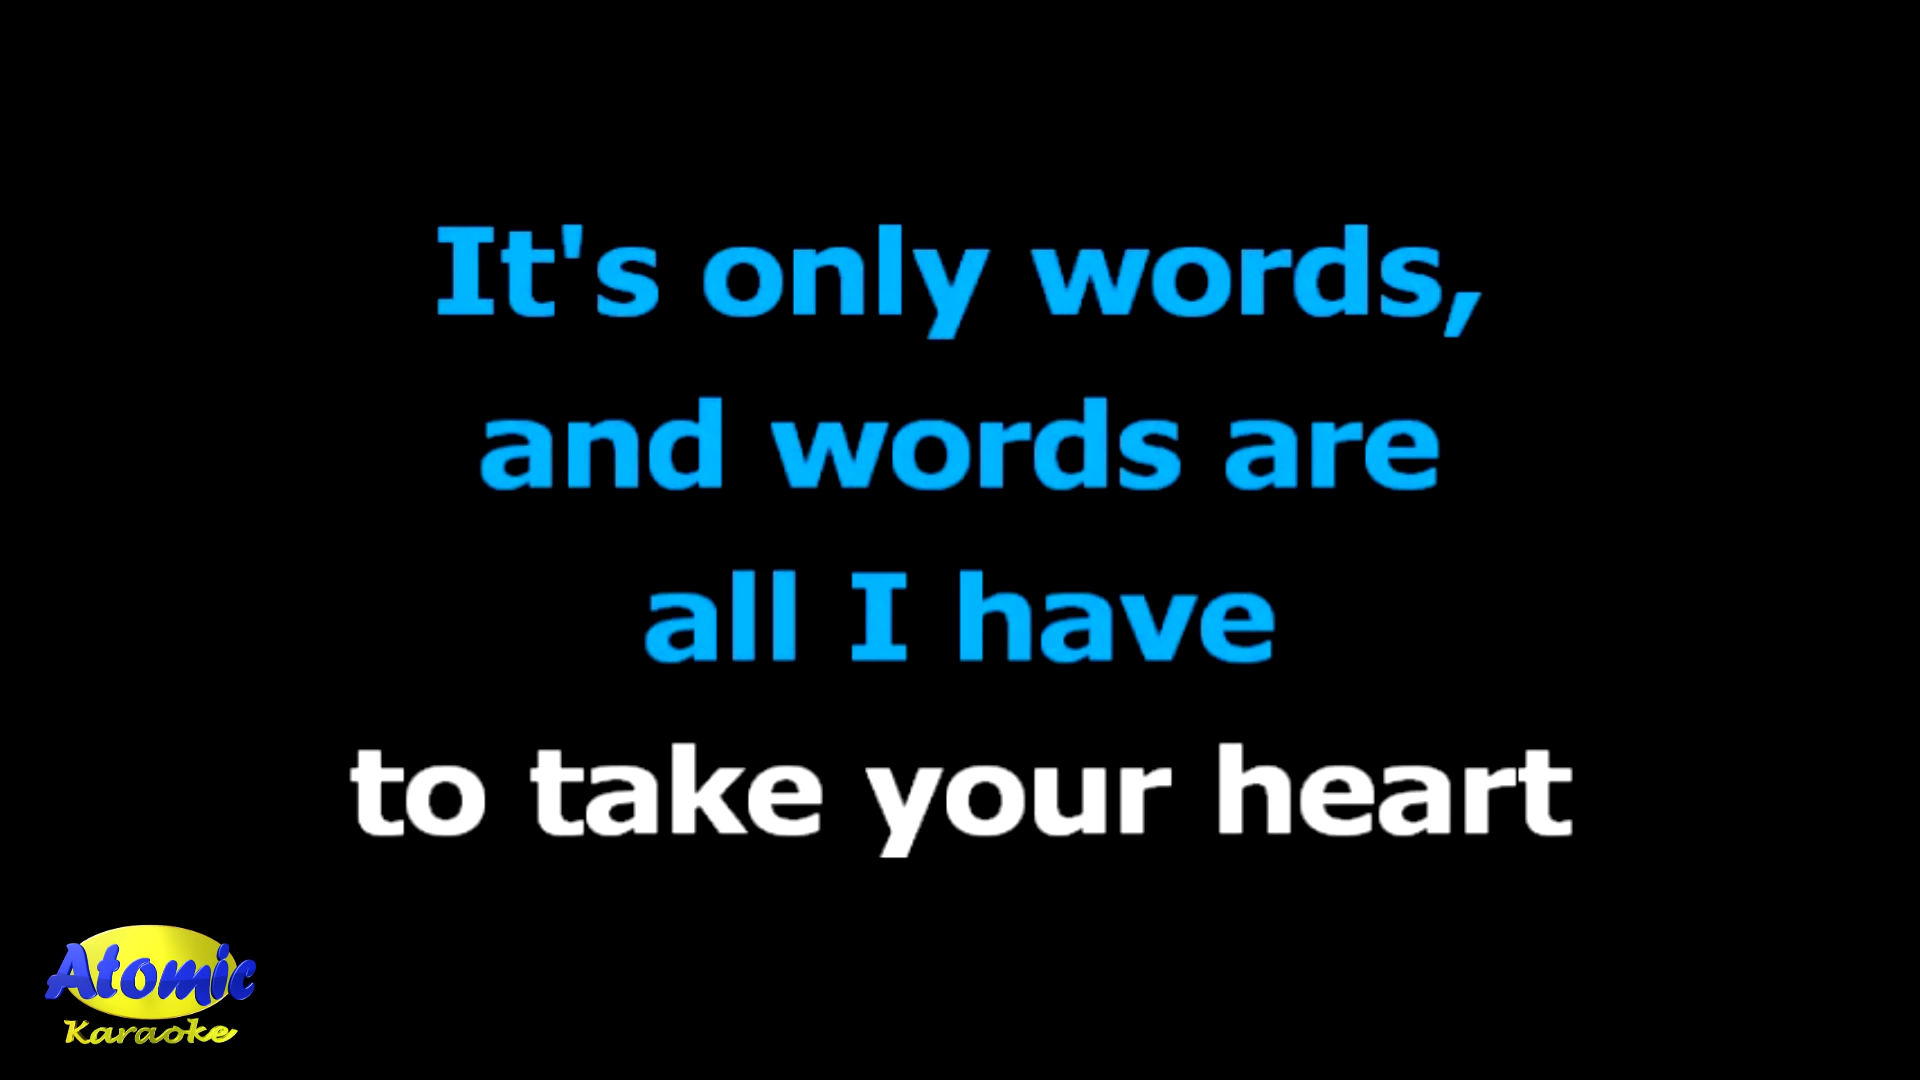 It's only words,
and words are
all I have
to take your heart
Atomic
Karaoke